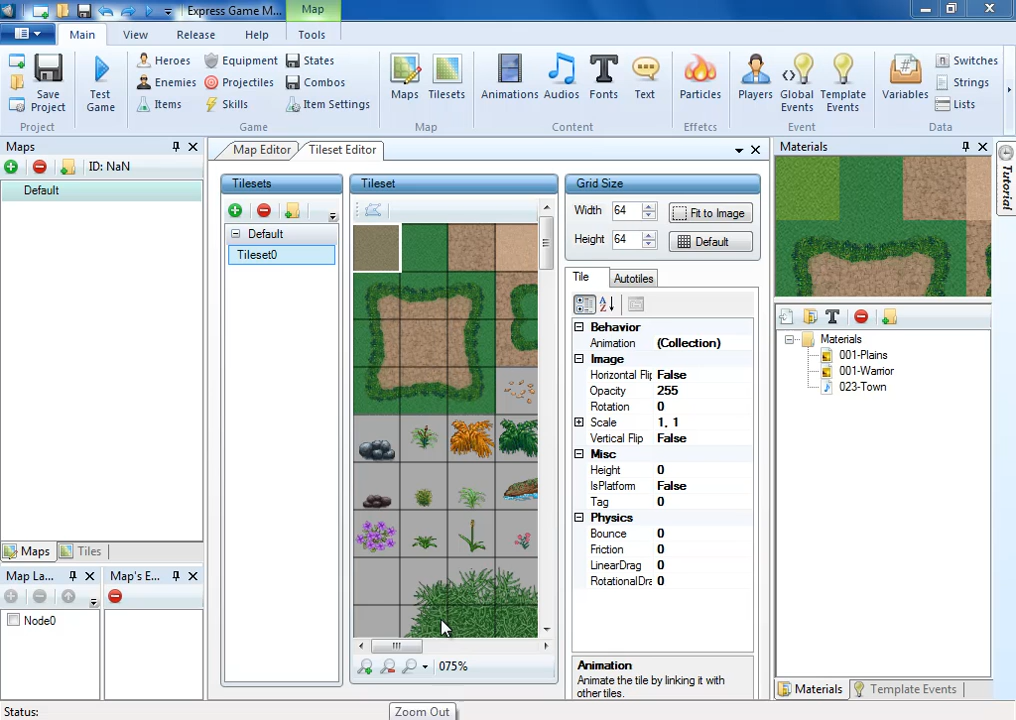 Express Game M...
Map
Main
View
Release
Help
Tools
Save Project
Project
Test Game
Heroes
Enemies
Items
Equipment
Projectiles
Skills
States
Combos
Item Settings
Game
Maps
Tilesets
Map
Animations
Audios
Fonts
Text
Content
Particles
Effetcs
Players
Global Events
Template Events
Event
Variables
Switches
Strings
Lists
Data
Maps
ID: NaN
Default
Maps
Tiles
Map La...
Map's E...
Node0
Map Editor
Tileset Editor
Tilesets
Default
Tileset0
Tileset
075%
Grid Size
Width 64
Fit to Image
Height 64
Default
Tile
Autotiles
Behavior
Animation (Collection)
Image
Horizontal Flip False
Opacity 255
Rotation 0
Scale 1, 1
Vertical Flip False
Misc
Height 0
IsPlatform False
Tag 0
Physics
Bounce 0
Friction 0
LinearDrag 0
RotationalDra 0
Animation
Animate the tile by linking it with other tiles.
Materials
Tutorial
Materials
001-Plains
001-Warrior
023-Town
Materials
Template Events
Status:
Zoom Out